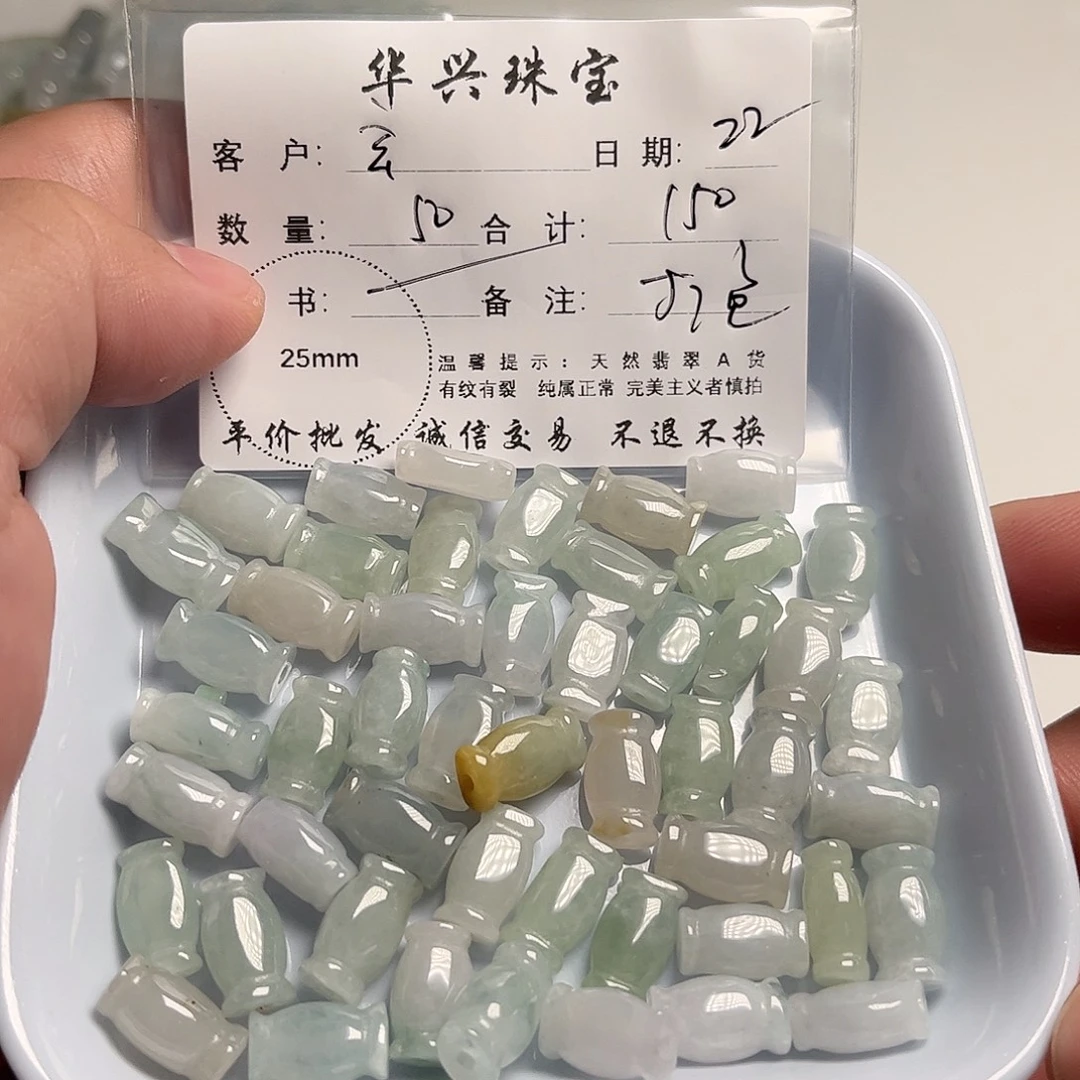 华兴珠宝
客户: 日期: 22
数量: 50 合计: 150
书: 备注: 打色
25mm
温馨提示: 天然翡翠A货
有纹有裂 纯属正常 完美主义者慎拍
平价批发 诚信交易 不退不换